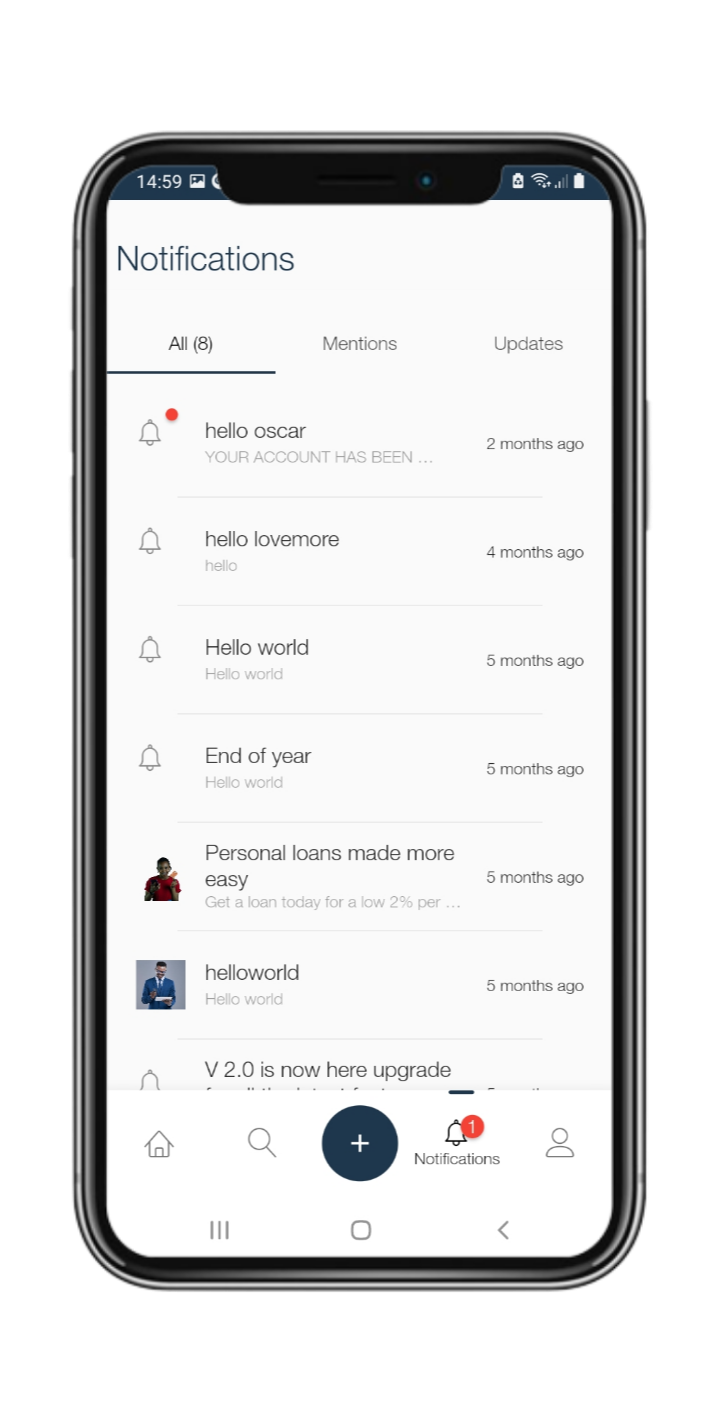 14:59
Notifications
All (8) Mentions Updates
hello oscar
YOUR ACCOUNT HAS BEEN ...
2 months ago
hello lovemore
hello
4 months ago
Hello world
Hello world
5 months ago
End of year
Hello world
5 months ago
Personal loans made more
easy
Get a loan today for a low 2% per ...
5 months ago
helloworld
Hello world
5 months ago
V 2.0 is now here upgrade
1
Notifications